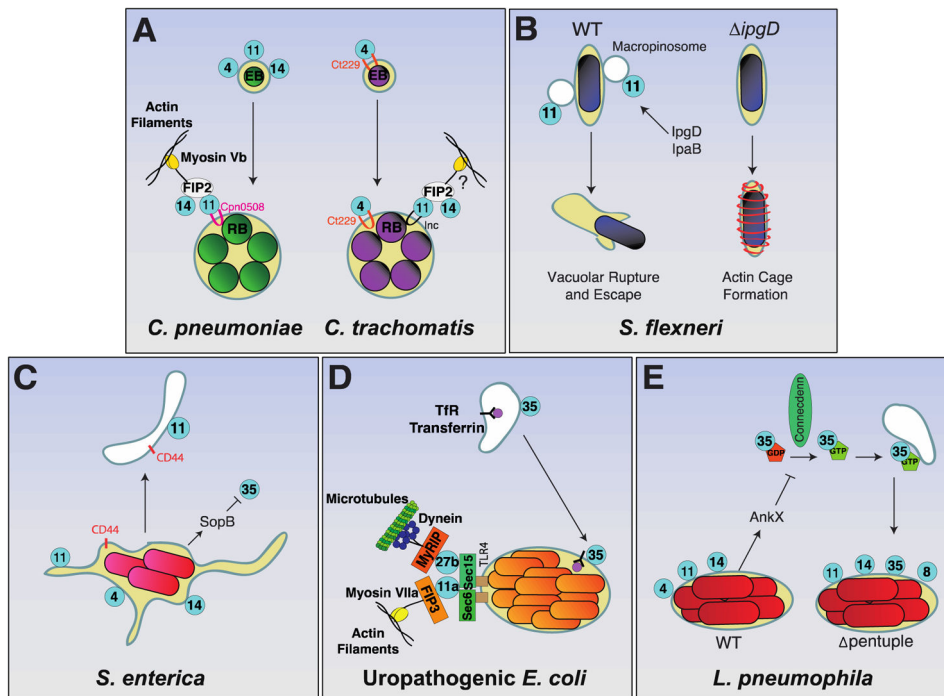 A
4
11
14
EB
Actin
Filaments
Myosin Vb
FIP2
14
11
Cpn0508
RB
C. pneumoniae
4
Ct229
EB
?
FIP2
4
11
14
Ct229
Inc
RB
C. trachomatis
B
WT
ΔipgD
Macropinosome
11
11
IpgD
IpaB
Vacuolar Rupture
and Escape
Actin Cage
Formation
S. flexneri
C
11
CD44
35
SopB
CD44
11
4
14
S. enterica
D
TfR
Transferrin
35
Microtubules
Dynein
MyRIP
27b
Sec15
TLR4
35
11a
Sec6
FIP3
Myosin VIIa
Actin
Filaments
Uropathogenic E. coli
E
Connecdenn
35
GDP
35
GTP
35
GTP
AnkX
4
11
14
WT
11
14
35
8
Δpentuple
L. pneumophila